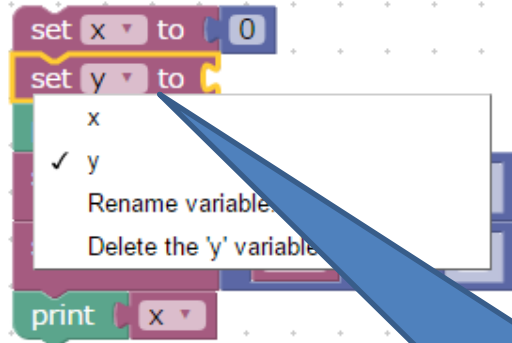 set x to 0
set y to
x
✓ y
Rename variable
Delete the 'y' variable
print x